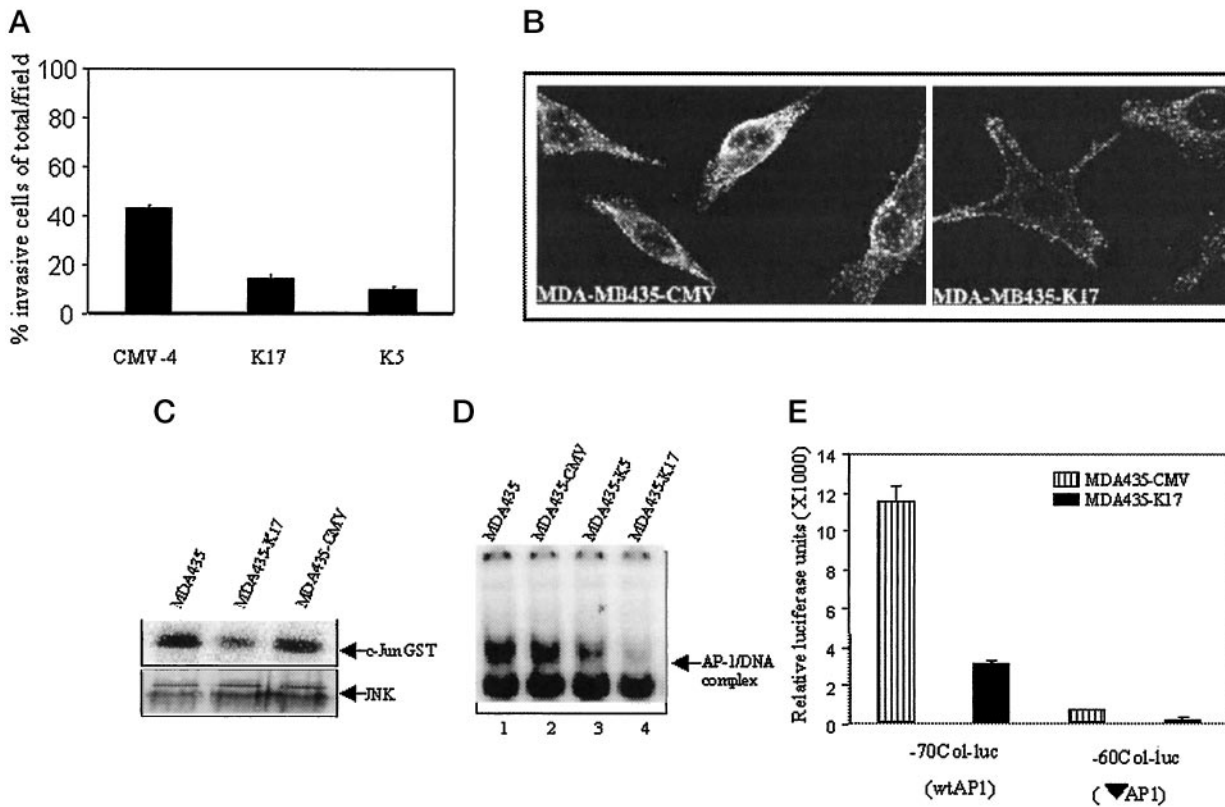 A
% invasive cells of total/field
100
80
60
40
20
0
CMV-4 K17 K5
B
MDA-MB435-CMV
MDA-MB435-K17
C
MDA435
MDA435-K17
MDA435-CMV
c-Jun GST
JNK
D
MDA435
MDA435-CMV
MDA435-K5
MDA435-K17
AP-1/DNA
complex
1 2 3 4
E
Relative luciferase units (X1000)
14
12
10
8
6
4
2
0
MDA435-CMV
MDA435-K17
-70Col-luc
(wtAP1)
-60Col-luc
(▼AP1)